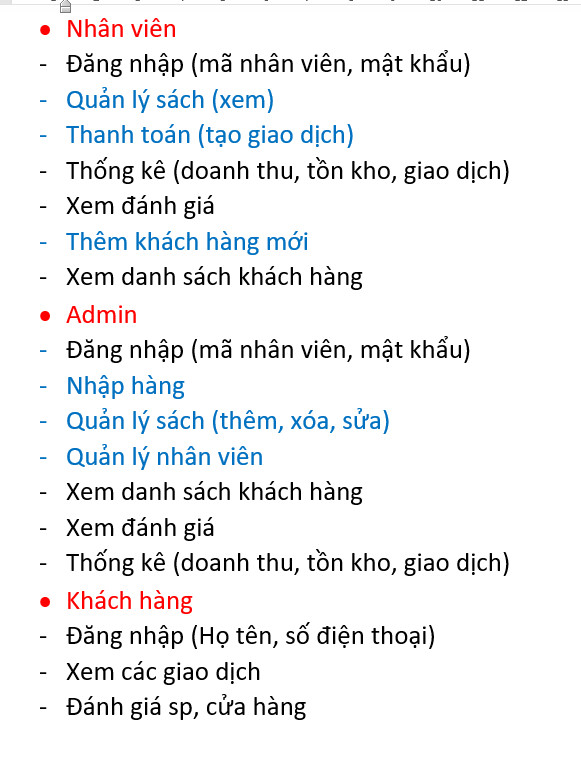 • Nhân viên
- Đăng nhập (mã nhân viên, mật khẩu)
- Quản lý sách (xem)
- Thanh toán (tạo giao dịch)
- Thống kê (doanh thu, tồn kho, giao dịch)
- Xem đánh giá
- Thêm khách hàng mới
- Xem danh sách khách hàng
• Admin
- Đăng nhập (mã nhân viên, mật khẩu)
- Nhập hàng
- Quản lý sách (thêm, xóa, sửa)
- Quản lý nhân viên
- Xem danh sách khách hàng
- Xem đánh giá
- Thống kê (doanh thu, tồn kho, giao dịch)
• Khách hàng
- Đăng nhập (Họ tên, số điện thoại)
- Xem các giao dịch
- Đánh giá sp, cửa hàng